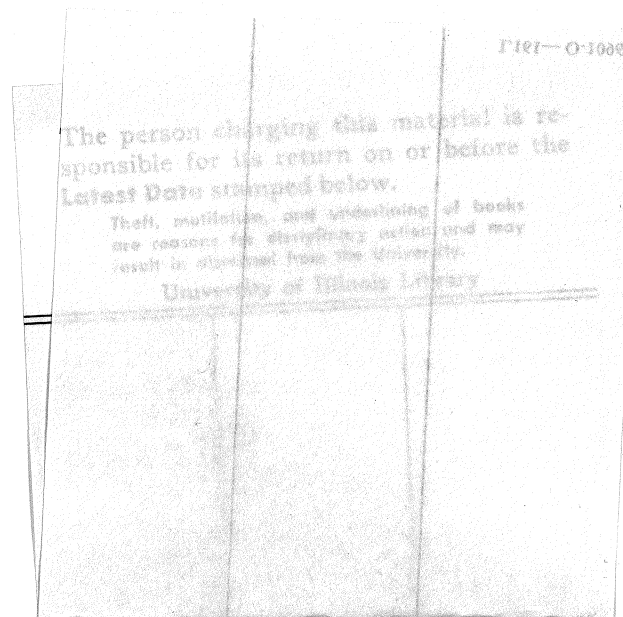 The person charging this material is re-
sponsible for its return on or before the
Latest Date stamped below.
Theft, mutilation, and underlining of books
are reasons for disciplinary action and may
result in dismissal from the University.
University of Illinois Library
L161—O-1096